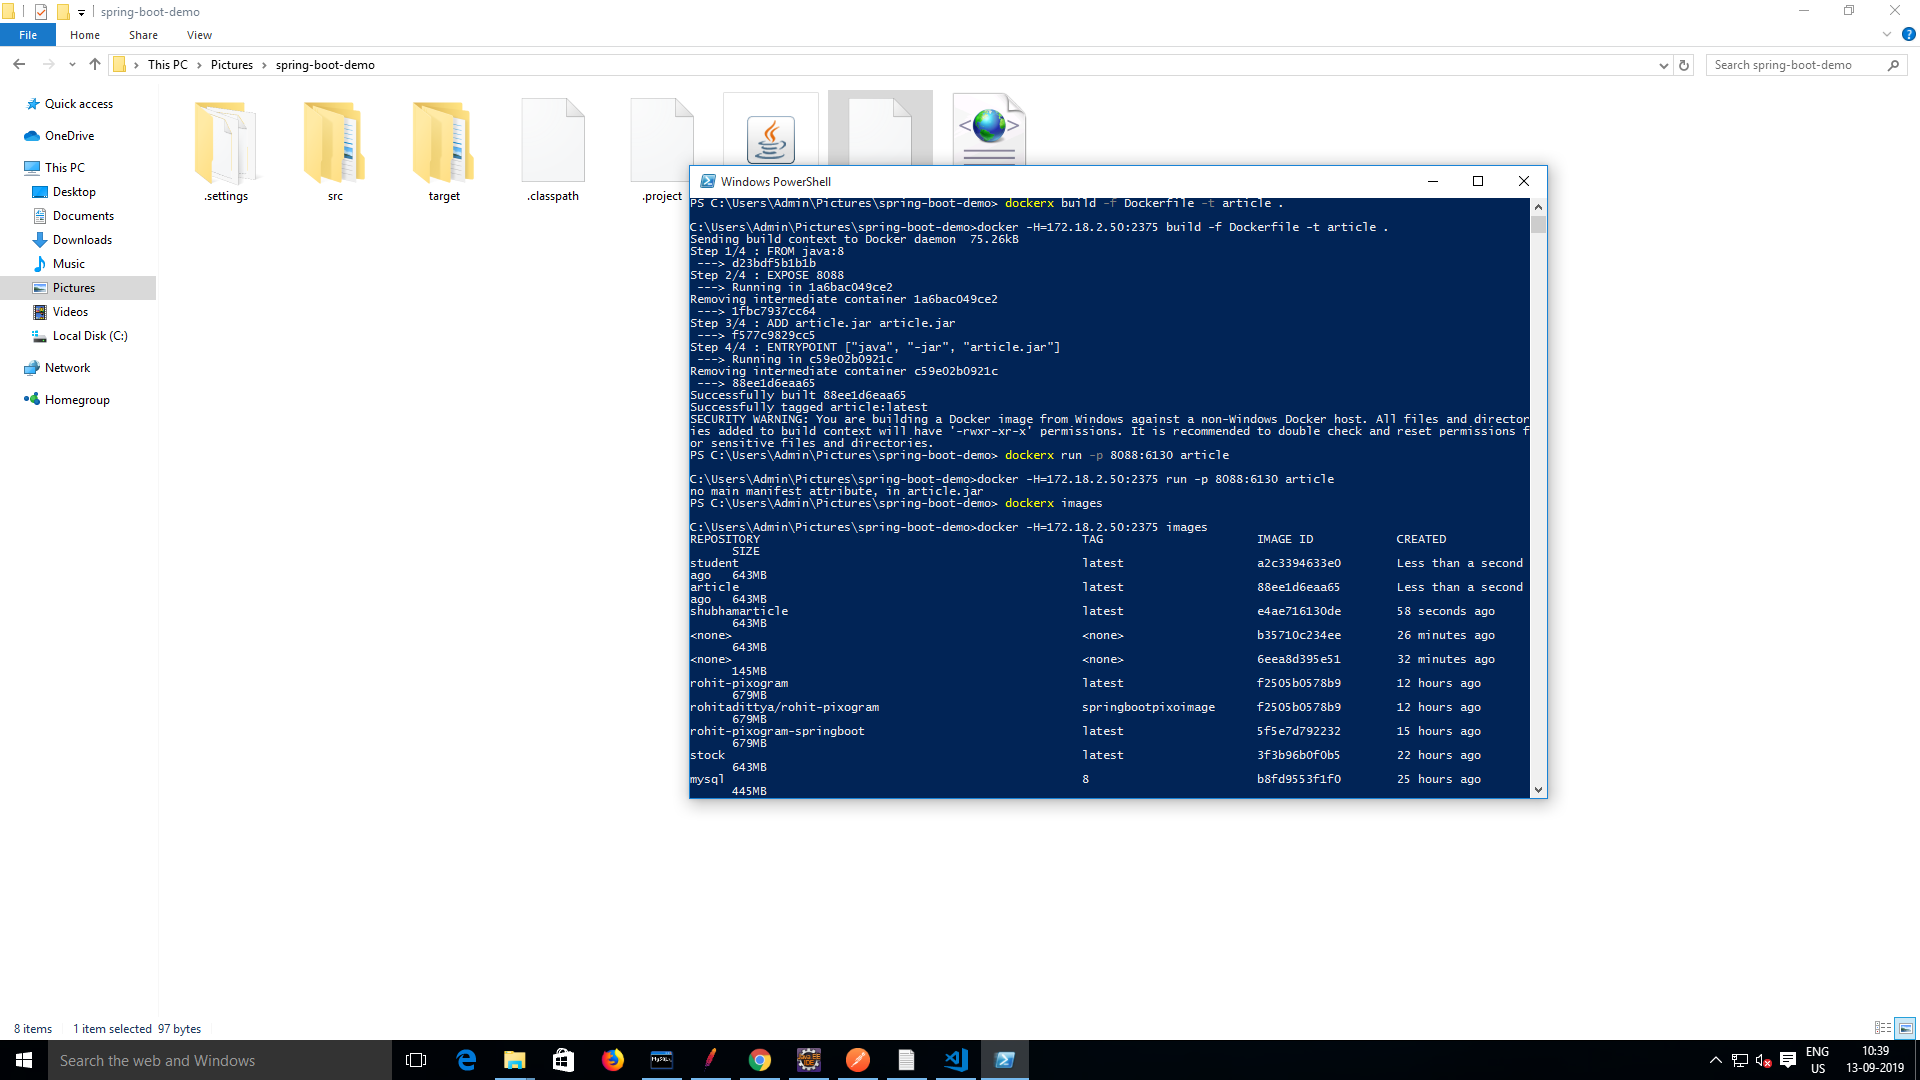 spring-boot-demo
File Home Share View
This PC Pictures spring-boot-demo
Search spring-boot-demo
Quick access
OneDrive
This PC
Desktop
Documents
Downloads
Music
Pictures
Videos
Local Disk (C:)
Network
Homegroup
.settings
src
target
.classpath
.project
Windows PowerShell
PS C:\Users\Admin\Pictures\spring-boot-demo> dockerx build -f Dockerfile -t article .
C:\Users\Admin\Pictures\spring-boot-demo>docker -H=172.18.2.50:2375 build -f Dockerfile -t article .
Sending build context to Docker daemon  75.26kB
Step 1/4 : FROM java:8
 ---> d23bdf5b1b1b
Step 2/4 : EXPOSE 8088
 ---> Running in 1a6bac049ce2
Removing intermediate container 1a6bac049ce2
 ---> 1fbc7937cc64
Step 3/4 : ADD article.jar article.jar
 ---> f577c9829cc5
Step 4/4 : ENTRYPOINT ["java", "-jar", "article.jar"]
 ---> Running in c59e02b0921c
Removing intermediate container c59e02b0921c
 ---> 88ee1d6eaa65
Successfully built 88ee1d6eaa65
Successfully tagged article:latest
SECURITY WARNING: You are building a Docker image from Windows against a non-Windows Docker host. All files and director
ies added to build context will have '-rwxr-xr-x' permissions. It is recommended to double check and reset permissions f
or sensitive files and directories.
PS C:\Users\Admin\Pictures\spring-boot-demo> dockerx run -p 8088:6130 article
C:\Users\Admin\Pictures\spring-boot-demo>docker -H=172.18.2.50:2375 run -p 8088:6130 article
no main manifest attribute, in article.jar
PS C:\Users\Admin\Pictures\spring-boot-demo> dockerx images
C:\Users\Admin\Pictures\spring-boot-demo>docker -H=172.18.2.50:2375 images
REPOSITORY TAG IMAGE ID CREATED
SIZE
student latest a2c3394633e0 Less than a second
ago 643MB
article latest 88ee1d6eaa65 Less than a second
ago 643MB
shubhamarticle latest e4ae716130de 58 seconds ago
643MB
<none> <none> b35710c234ee 26 minutes ago
643MB
<none> <none> 6eea8d395e51 32 minutes ago
145MB
rohit-pixogram latest f2505b0578b9 12 hours ago
679MB
rohitadittya/rohit-pixogram springbootpixoimage f2505b0578b9 12 hours ago
679MB
rohit-pixogram-springboot latest 5f5e7d792232 15 hours ago
679MB
stock latest 3f3b96b0f0b5 22 hours ago
643MB
mysql 8 b8fd9553f1f0 25 hours ago
445MB
8 items 1 item selected 97 bytes
Search the web and Windows
ENG
US
10:39
13-09-2019